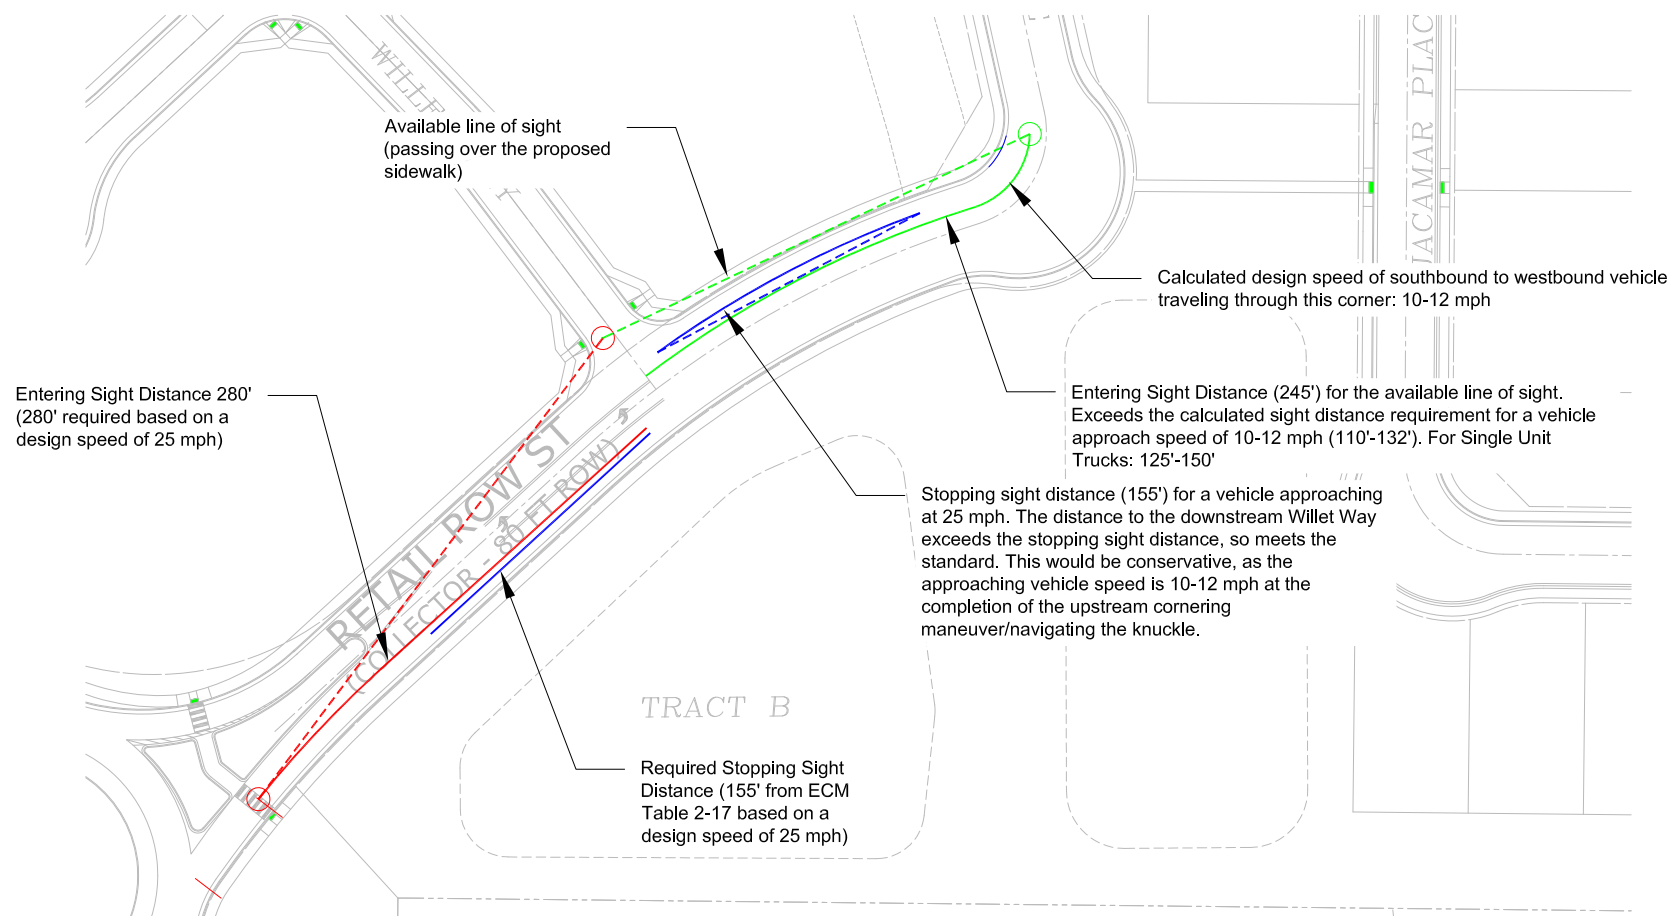 WILLE
Available line of sight
(passing over the proposed
sidewalk)
JACAMAR PLAC
Calculated design speed of southbound to westbound vehicle
traveling through this corner: 10-12 mph
Entering Sight Distance 280'
(280' required based on a
design speed of 25 mph)
Entering Sight Distance (245') for the available line of sight.
Exceeds the calculated sight distance requirement for a vehicle
approach speed of 10-12 mph (110'-132'). For Single Unit
Trucks: 125'-150'
RETAIL ROW ST
(COLLECTOR - 80 FT ROW)
Stopping sight distance (155') for a vehicle approaching
at 25 mph. The distance to the downstream Willet Way
exceeds the stopping sight distance, so meets the
standard. This would be conservative, as the
approaching vehicle speed is 10-12 mph at the
completion of the upstream cornering
maneuver/navigating the knuckle.
TRACT B
Required Stopping Sight
Distance (155' from ECM
Table 2-17 based on a
design speed of 25 mph)